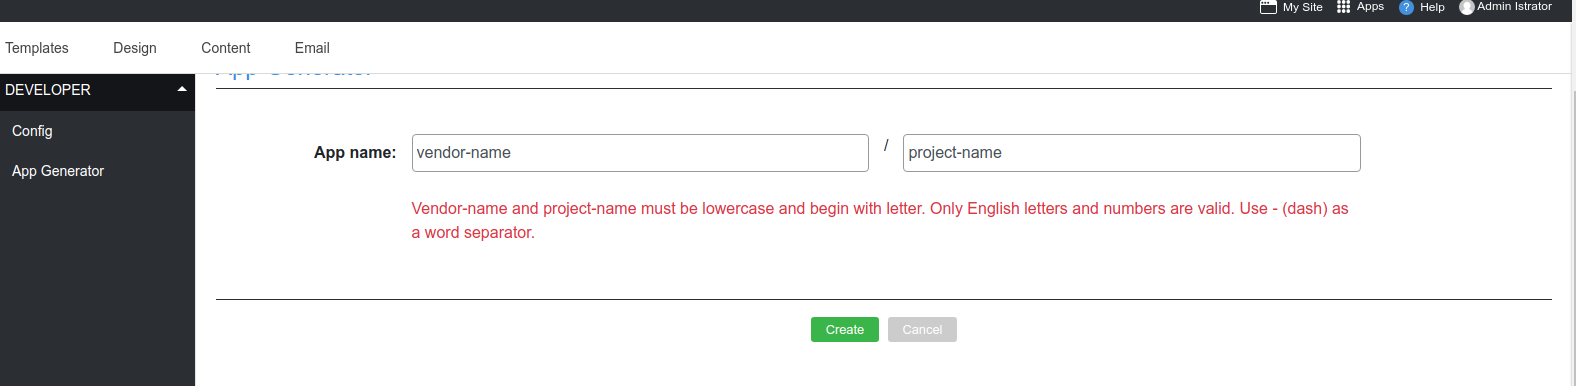 My Site Apps ? Help Admin Istrator
Templates Design Content Email
App Generator
DEVELOPER
Config
App Generator
App name: vendor-name / project-name
Vendor-name and project-name must be lowercase and begin with letter. Only English letters and numbers are valid. Use - (dash) as
a word separator.
Create Cancel